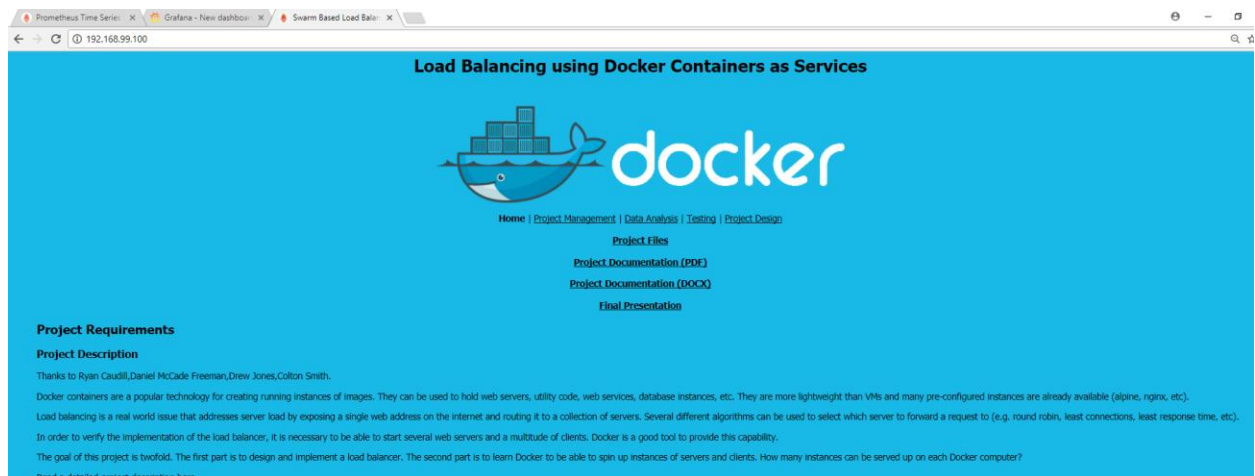 Prometheus Time Series
Grafana - New dashboar
Swarm Based Load Balan
192.168.99.100
Load Balancing using Docker Containers as Services
docker
Home | Project Management | Data Analysis | Testing | Project Design
Project Files
Project Documentation (PDF)
Project Documentation (DOCX)
Final Presentation
Project Requirements
Project Description
Thanks to Ryan Caudill,Daniel McCade Freeman,Drew Jones,Colton Smith.
Docker containers are a popular technology for creating running instances of images. They can be used to hold web servers, utility code, web services, database instances, etc. They are more lightweight than VMs and many pre-configured instances are already available (alpine, nginx, etc).
Load balancing is a real world issue that addresses server load by exposing a single web address on the internet and routing it to a collection of servers. Several different algorithms can be used to select which server to forward a request to (e.g. round robin, least connections, least response time, etc).
In order to verify the implementation of the load balancer, it is necessary to be able to start several web servers and a multitude of clients. Docker is a good tool to provide this capability.
The goal of this project is twofold. The first part is to design and implement a load balancer. The second part is to learn Docker to be able to spin up instances of servers and clients. How many instances can be served up on each Docker computer?
Read a detailed project description here